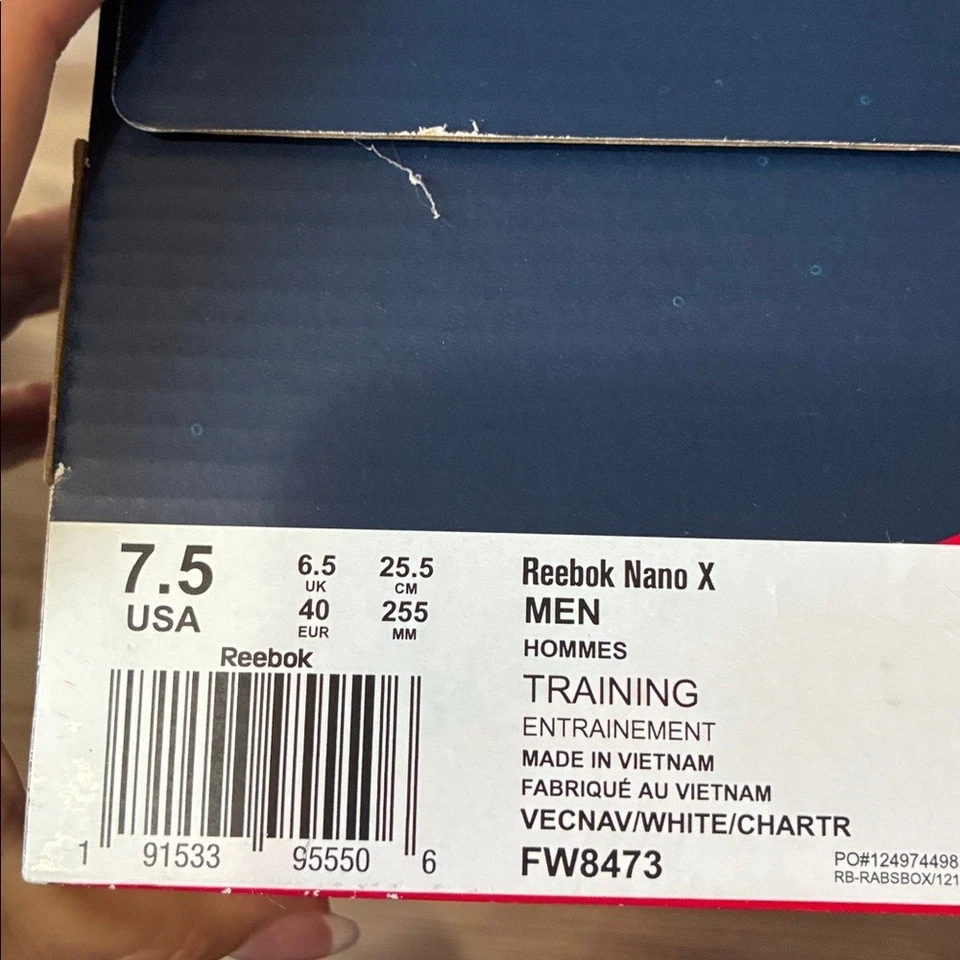 7.5
USA
6.5
UK
40
EUR
25.5
CM
255
MM
Reebok
1 91533 95550 6
Reebok Nano X
MEN
HOMMES
TRAINING
ENTRAINEMENT
MADE IN VIETNAM
FABRIQUÉ AU VIETNAM
VECNAV/WHITE/CHARTR
FW8473
PO#124974498
RB-RABSBOX/121